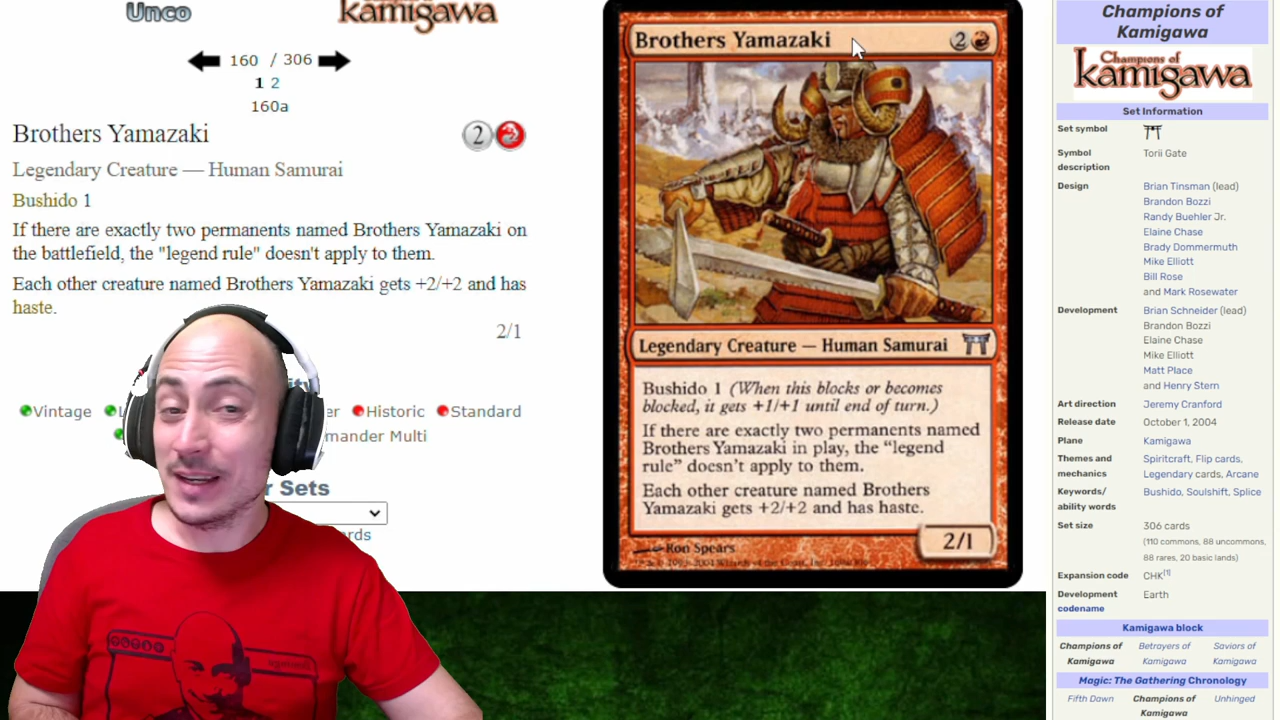 Unco
kamigawa
160 / 306
1 2
160a
Brothers Yamazaki
2
Legendary Creature — Human Samurai
Bushido 1
If there are exactly two permanents named Brothers Yamazaki on
the battlefield, the "legend rule" doesn't apply to them.
Each other creature named Brothers Yamazaki gets +2/+2 and has
haste.
2/1
Vintage
Historic
Standard
Multi
Sets
Brothers Yamazaki
2
Legendary Creature — Human Samurai
Bushido 1 (When this blocks or becomes
blocked, it gets +1/+1 until end of turn.)
If there are exactly two permanents named
Brothers Yamazaki in play, the “legend
rule” doesn’t apply to them.
Each other creature named Brothers
Yamazaki gets +2/+2 and has haste.
2/1
Ron Spears
Champions of
Kamigawa
Champions of
kamigawa
Set Information
Set symbol
Symbol description Torii Gate
Design Brian Tinsman (lead)
Brandon Bozzi
Randy Buehler Jr.
Elaine Chase
Brady Dommermuth
Mike Elliott
Bill Rose
and Mark Rosewater
Development Brian Schneider (lead)
Brandon Bozzi
Elaine Chase
Mike Elliott
Matt Place
and Henry Stern
Art direction Jeremy Cranford
Release date October 1, 2004
Plane Kamigawa
Themes and Spiritcraft, Flip cards,
mechanics Legendary cards, Arcane
Keywords/ Bushido, Soulshift, Splice
ability words
Set size 306 cards
(110 commons, 88 uncommons,
88 rares, 20 basic lands)
Expansion code CHK[1]
Development Earth
codename
Kamigawa block
Champions of Betrayers of Saviors of
Kamigawa Kamigawa Kamigawa
Magic: The Gathering Chronology
Fifth Dawn Champions of Unhinged
Kamigawa